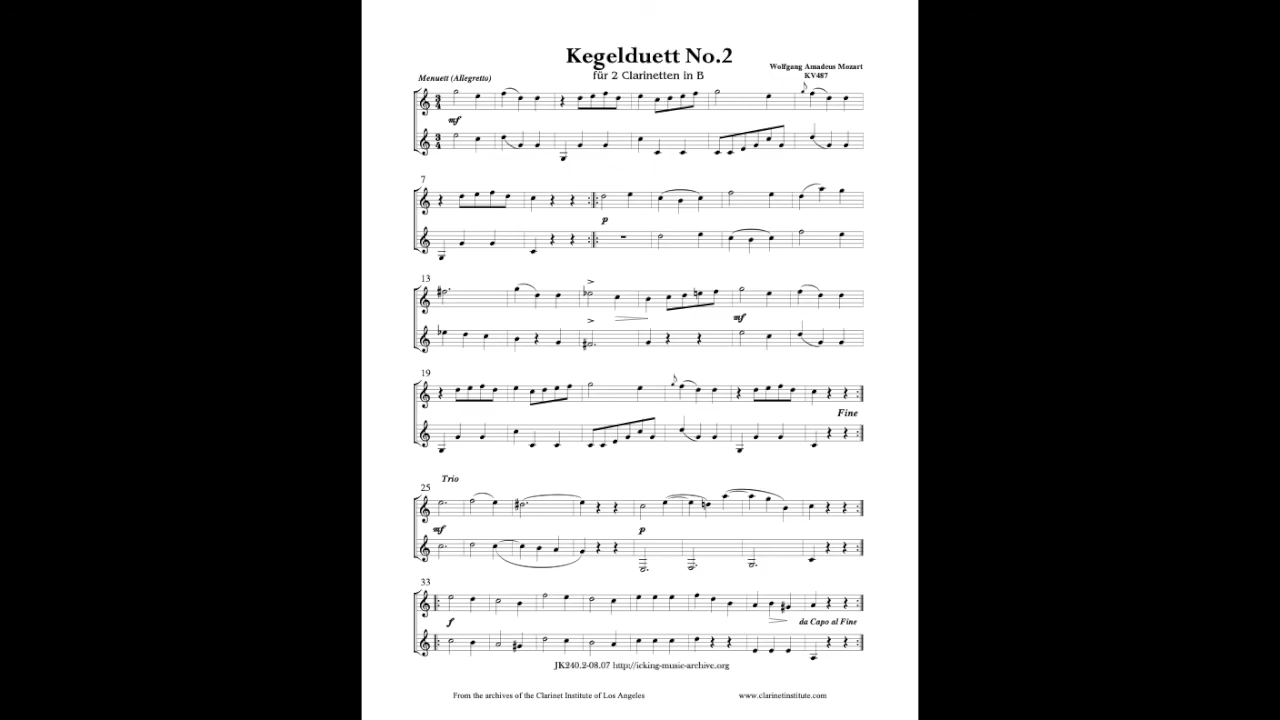 Kegelduett No.2
Wolfgang Amadeus Mozart
für 2 Clarinetten in B
KV487
Menuett (Allegretto)
mf
7
p
13
mf
19
Fine
Trio
25
mf
p
33
f
da Capo al Fine
JK240.2-08.07 http://icking-music-archive.org
From the archives of the Clarinet Institute of Los Angeles
www.clarinetinstitute.com